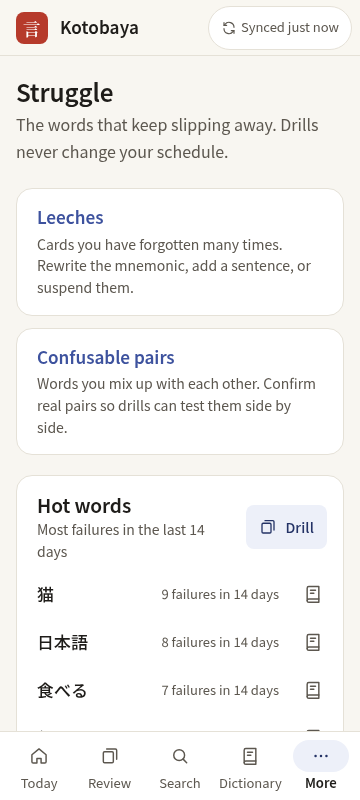 言 Kotobaya
Synced just now
Struggle
The words that keep slipping away. Drills
never change your schedule.
Leeches
Cards you have forgotten many times.
Rewrite the mnemonic, add a sentence, or
suspend them.
Confusable pairs
Words you mix up with each other. Confirm
real pairs so drills can test them side by
side.
Hot words
Most failures in the last 14
days
Drill
猫 9 failures in 14 days
日本語 8 failures in 14 days
食べる 7 failures in 14 days
Today Review Search Dictionary More